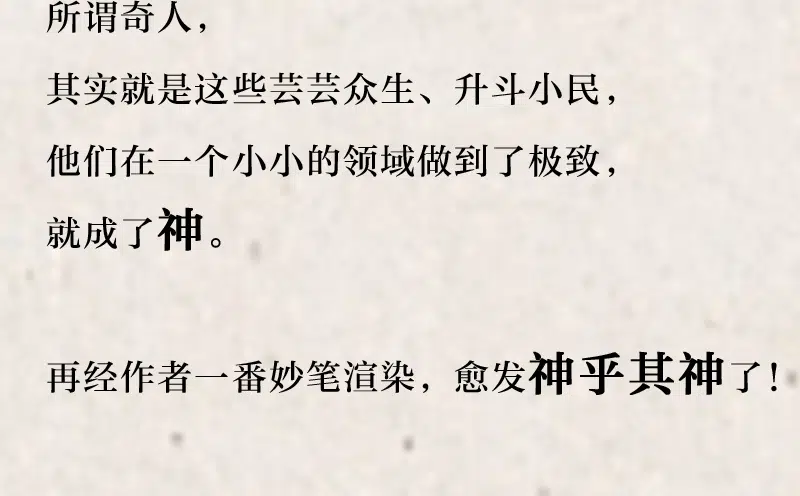 所谓奇人，
其实就是这些芸芸众生、升斗小民，
他们在一个小小的领域做到了极致，
就成了神。
再经作者一番妙笔渲染，愈发神乎其神了！